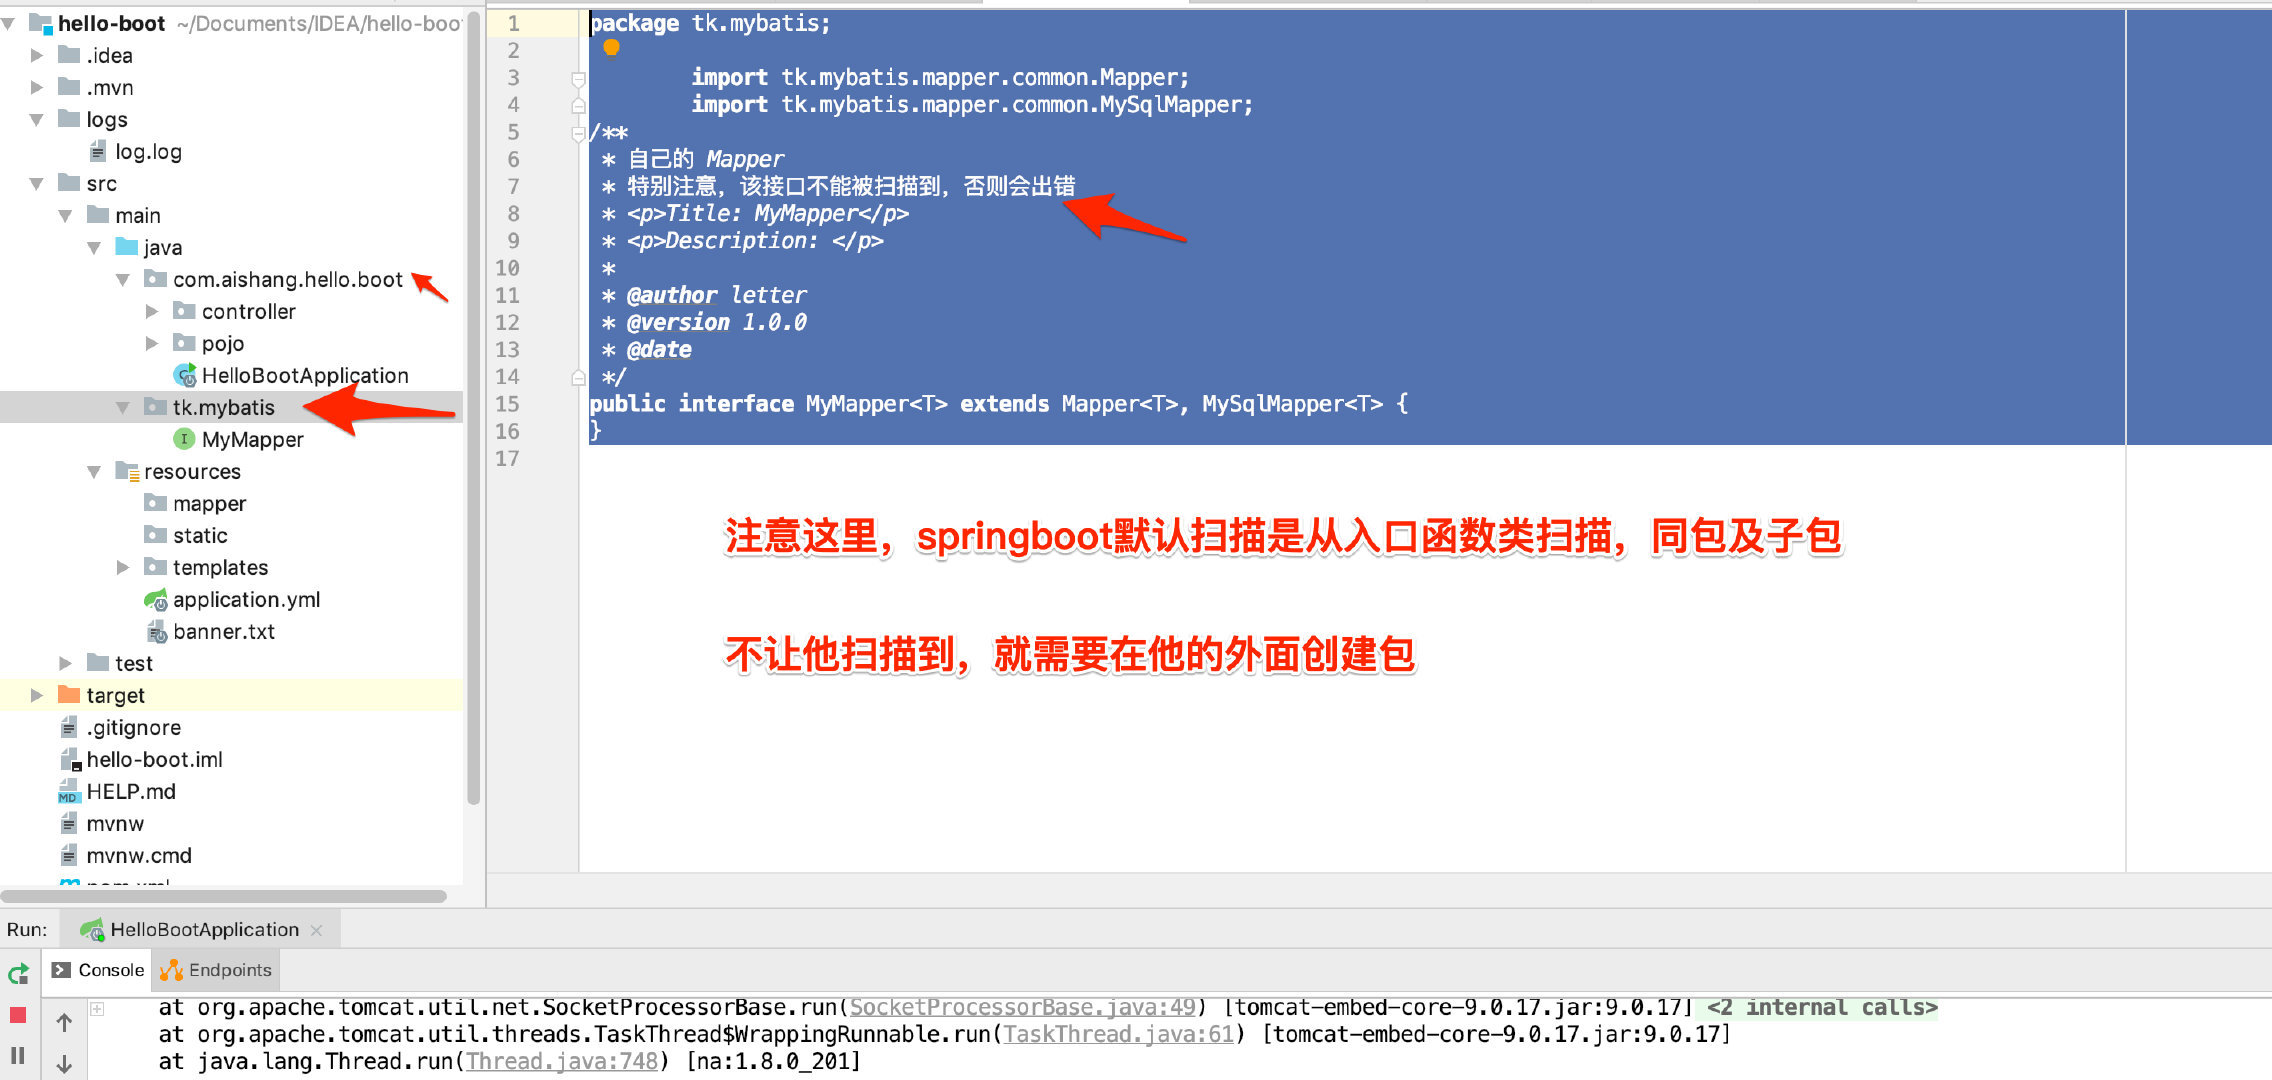 hello-boot ~/Documents/IDEA/hello-boo
.idea
.mvn
logs
log.log
src
main
java
com.aishang.hello.boot
controller
pojo
HelloBootApplication
tk.mybatis
MyMapper
resources
mapper
static
templates
application.yml
banner.txt
test
target
.gitignore
hello-boot.iml
HELP.md
mvnw
mvnw.cmd
pom.xml
1 package tk.mybatis;
2
3 import tk.mybatis.mapper.common.Mapper;
4 import tk.mybatis.mapper.common.MySqlMapper;
5 /**
6 * 自己的 Mapper
7 * 特别注意，该接口不能被扫描到，否则会出错
8 * <p>Title: MyMapper</p>
9 * <p>Description: </p>
10 *
11 * @author letter
12 * @version 1.0.0
13 * @date
14 */
15 public interface MyMapper<T> extends Mapper<T>, MySqlMapper<T> {
16 }
17
注意这里，springboot默认扫描是从入口函数类扫描，同包及子包
不让他扫描到，就需要在他的外面创建包
Run: HelloBootApplication
Console Endpoints
at org.apache.tomcat.util.net.SocketProcessorBase.run(SocketProcessorBase.java:49) [tomcat-embed-core-9.0.17.jar:9.0.17] <2 internal calls>
at org.apache.tomcat.util.threads.TaskThread$WrappingRunnable.run(TaskThread.java:61) [tomcat-embed-core-9.0.17.jar:9.0.17]
at java.lang.Thread.run(Thread.java:748) [na:1.8.0_201]